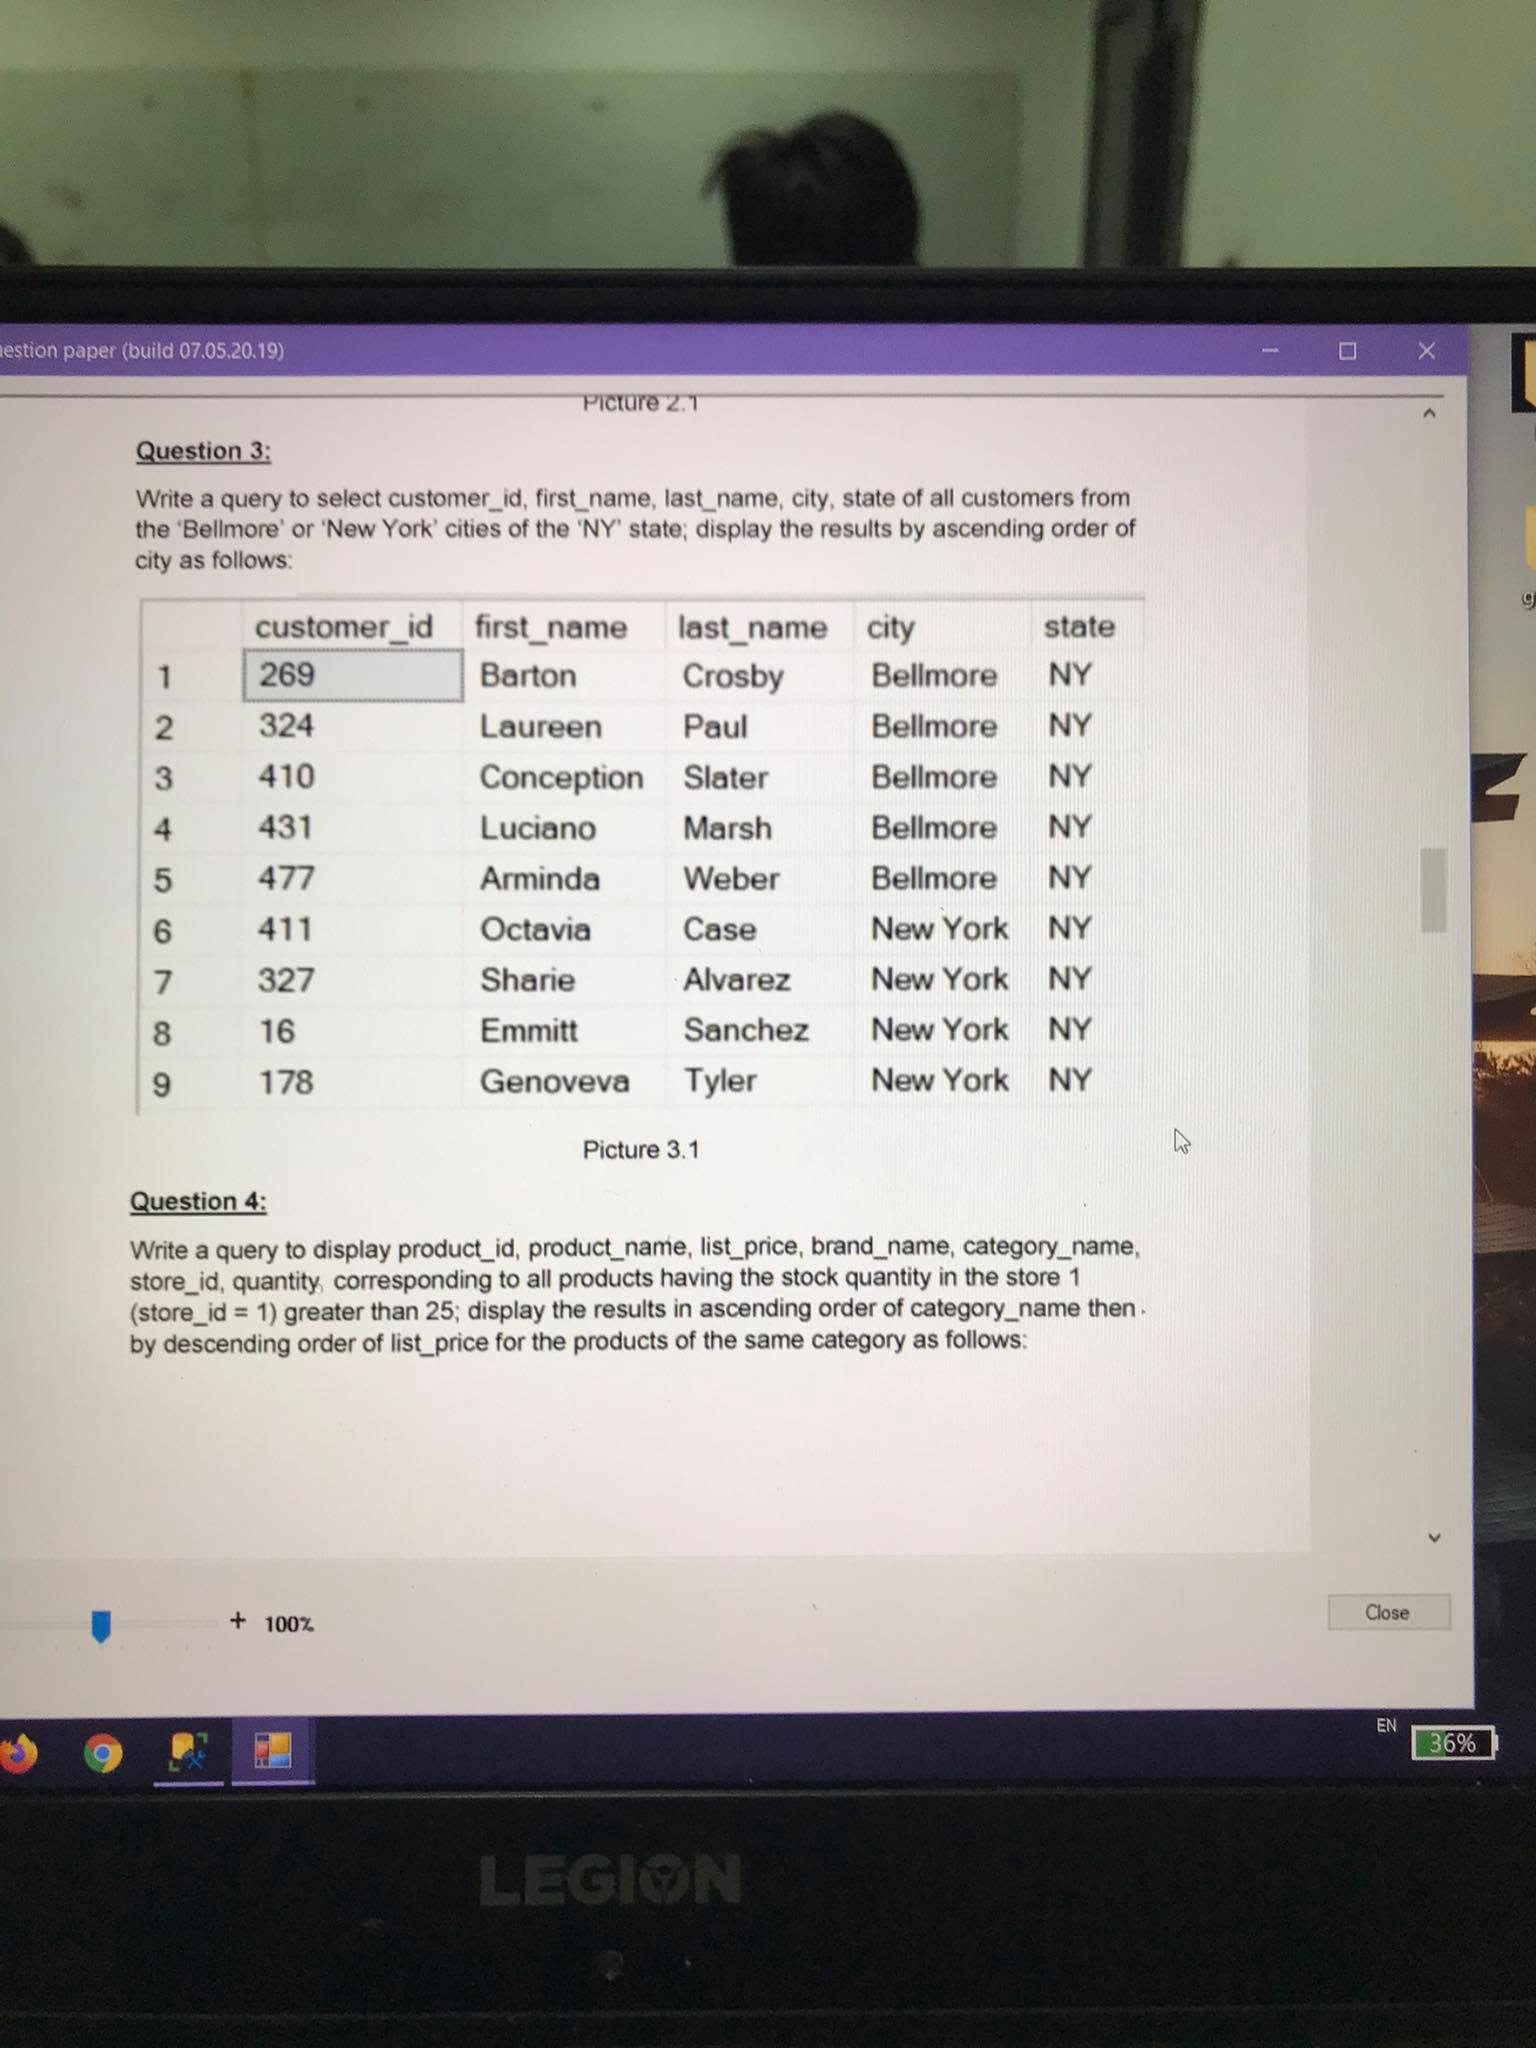 estion paper (build 07.05.20.19)
Picture 2.1
Question 3:
Write a query to select customer_id, first_name, last_name, city, state of all customers from
the ‘Bellmore’ or ‘New York’ cities of the ‘NY’ state; display the results by ascending order of
city as follows:
customer_id first_name last_name city state
1 269 Barton Crosby Bellmore NY
2 324 Laureen Paul Bellmore NY
3 410 Conception Slater Bellmore NY
4 431 Luciano Marsh Bellmore NY
5 477 Arminda Weber Bellmore NY
6 411 Octavia Case New York NY
7 327 Sharie Alvarez New York NY
8 16 Emmitt Sanchez New York NY
9 178 Genoveva Tyler New York NY
Picture 3.1
Question 4:
Write a query to display product_id, product_name, list_price, brand_name, category_name,
store_id, quantity, corresponding to all products having the stock quantity in the store 1
(store_id = 1) greater than 25; display the results in ascending order of category_name then
by descending order of list_price for the products of the same category as follows:
+ 100%
Close
EN
36%
LEGION